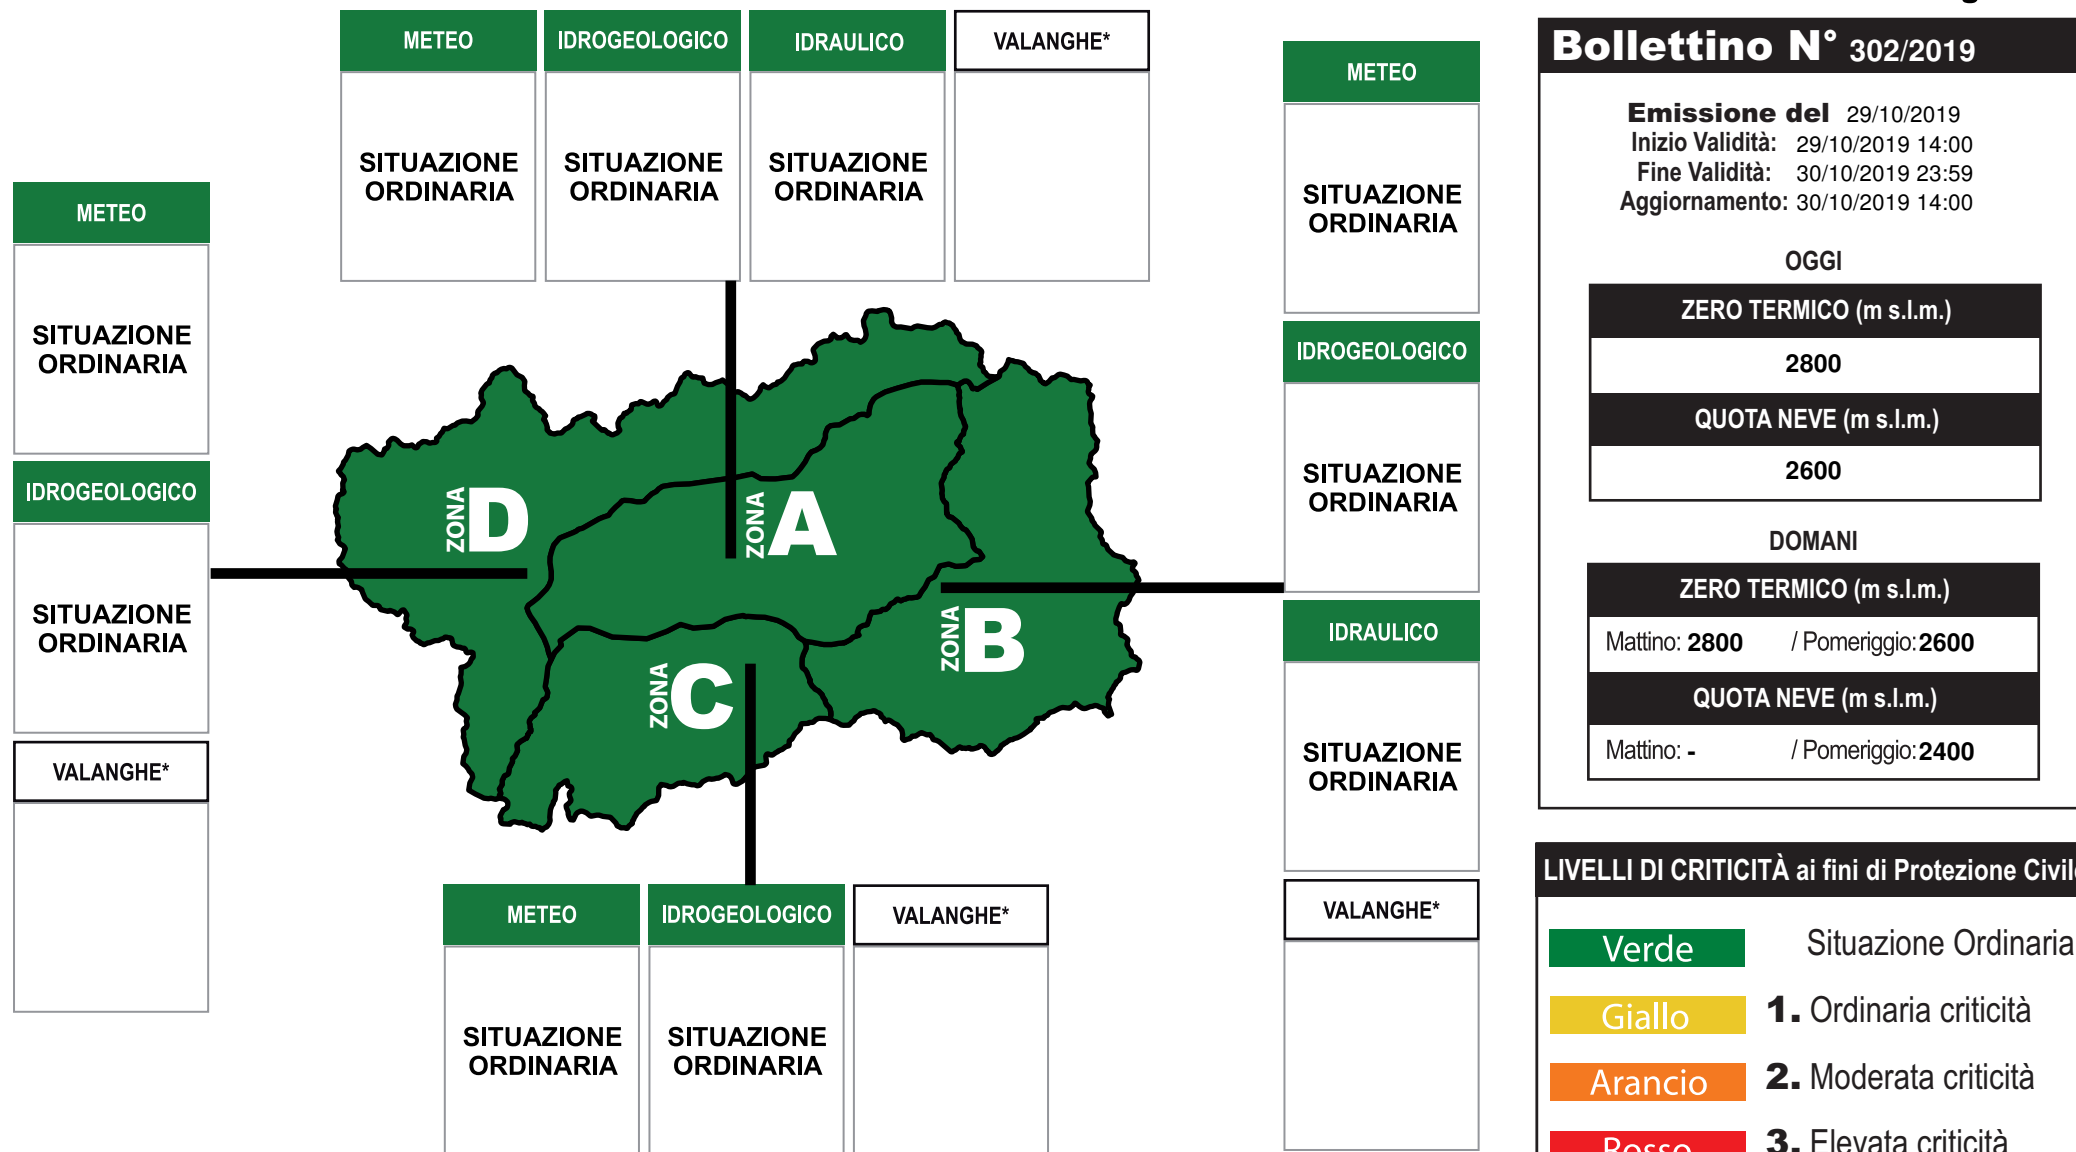 METEO IDROGEOLOGICO IDRAULICO VALANGHE*
SITUAZIONE ORDINARIA
SITUAZIONE ORDINARIA
SITUAZIONE ORDINARIA
METEO
SITUAZIONE
ORDINARIA
IDROGEOLOGICO
SITUAZIONE
ORDINARIA
VALANGHE*
ZONA D
ZONA A
ZONA B
ZONA C
METEO
SITUAZIONE
ORDINARIA
IDROGEOLOGICO
SITUAZIONE
ORDINARIA
IDRAULICO
SITUAZIONE
ORDINARIA
VALANGHE*
METEO IDROGEOLOGICO VALANGHE*
SITUAZIONE ORDINARIA
SITUAZIONE ORDINARIA
Bollettino N° 302/2019
Emissione del 29/10/2019
Inizio Validità: 29/10/2019 14:00
Fine Validità: 30/10/2019 23:59
Aggiornamento: 30/10/2019 14:00
OGGI
ZERO TERMICO (m s.l.m.)
2800
QUOTA NEVE (m s.l.m.)
2600
DOMANI
ZERO TERMICO (m s.l.m.)
Mattino: 2800 / Pomeriggio: 2600
QUOTA NEVE (m s.l.m.)
Mattino: - / Pomeriggio: 2400
LIVELLI DI CRITICITÀ ai fini di Protezione Civile
Verde Situazione Ordinaria
Giallo 1. Ordinaria criticità
Arancio 2. Moderata criticità
Rosso 3. Elevata criticità